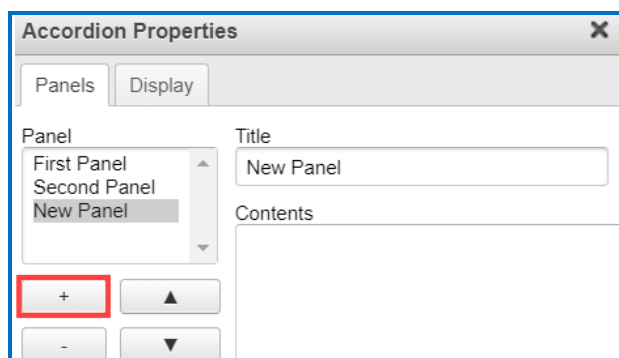 Accordion Properties
Panels Display
Panel
First Panel
Second Panel
New Panel
+
-
Title
New Panel
Contents